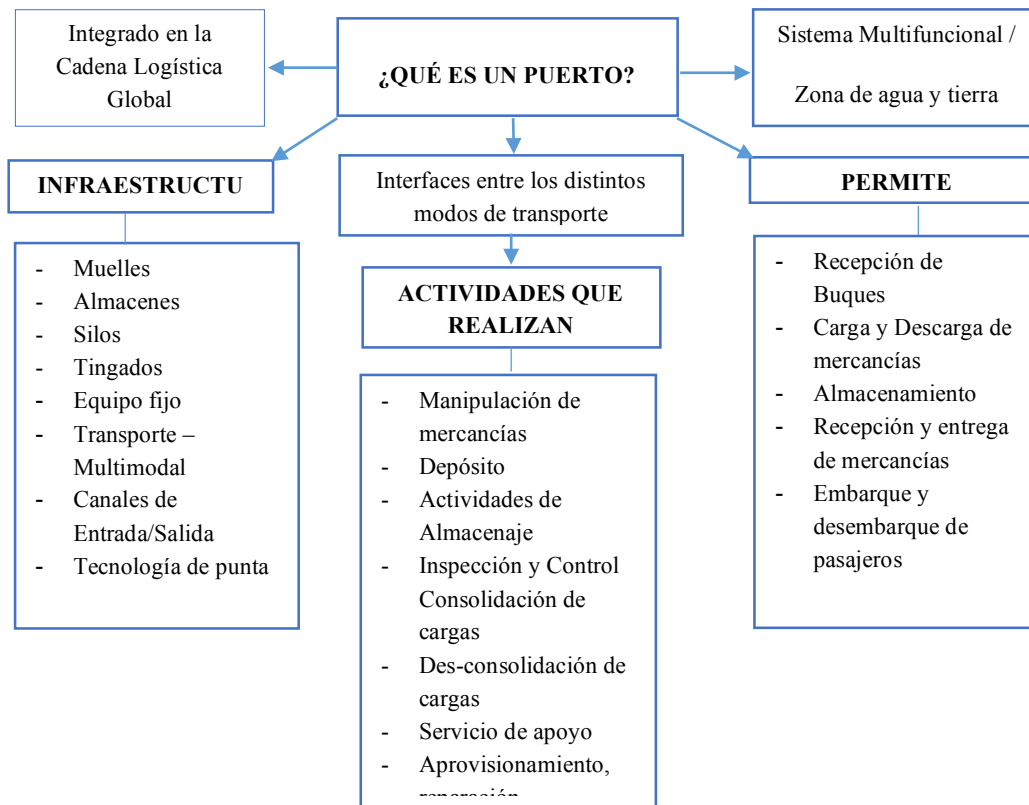 Integrado en la
Cadena Logística
Global
¿QUÉ ES UN PUERTO?
Sistema Multifuncional /
Zona de agua y tierra
INFRAESTRUCTU
Interfaces entre los distintos
modos de transporte
PERMITE
- Muelles
- Almacenes
- Silos
- Tingados
- Equipo fijo
- Transporte –
Multimodal
- Canales de
Entrada/Salida
- Tecnología de punta
ACTIVIDADES QUE
REALIZAN
- Manipulación de
mercancías
- Depósito
- Actividades de
Almacenaje
- Inspección y Control
Consolidación de
cargas
- Des-consolidación de
cargas
- Servicio de apoyo
- Aprovisionamiento,
- Recepción de
Buques
- Carga y Descarga de
mercancías
- Almacenamiento
- Recepción y entrega
de mercancías
- Embarque y
desembarque de
pasajeros